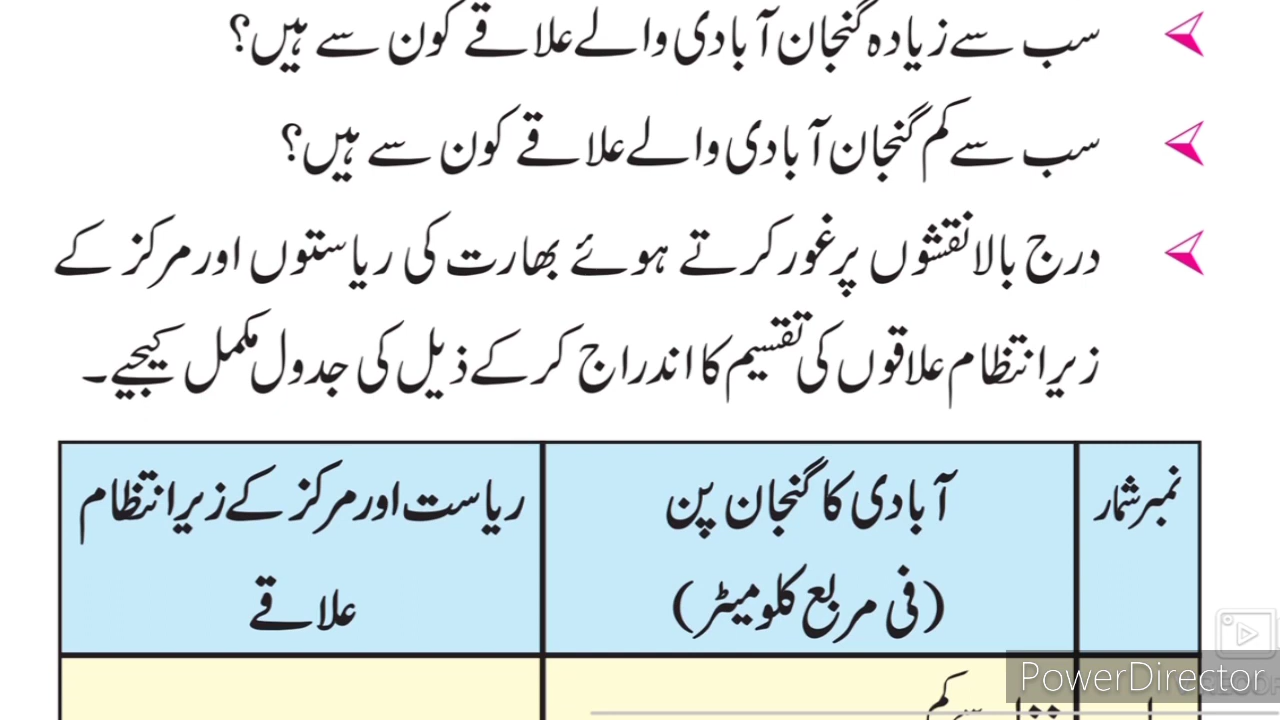 سب سے زیادہ گنجان آبادی والے علاقے کون سے ہیں؟
سب سے کم گنجان آبادی والے علاقے کون سے ہیں؟
درج بالا نقشوں پر غور کرتے ہوئے بھارت کی ریاستوں اور مرکز کے
زیر انتظام علاقوں کی تقسیم کا اندراج کر کے ذیل کی جدول مکمل کیجیے۔
نمبر شمار
آبادی کا گنجان پن
(فی مربع کلومیٹر)
ریاست اور مرکز کے زیر انتظام
علاقے
کم
PowerDirector